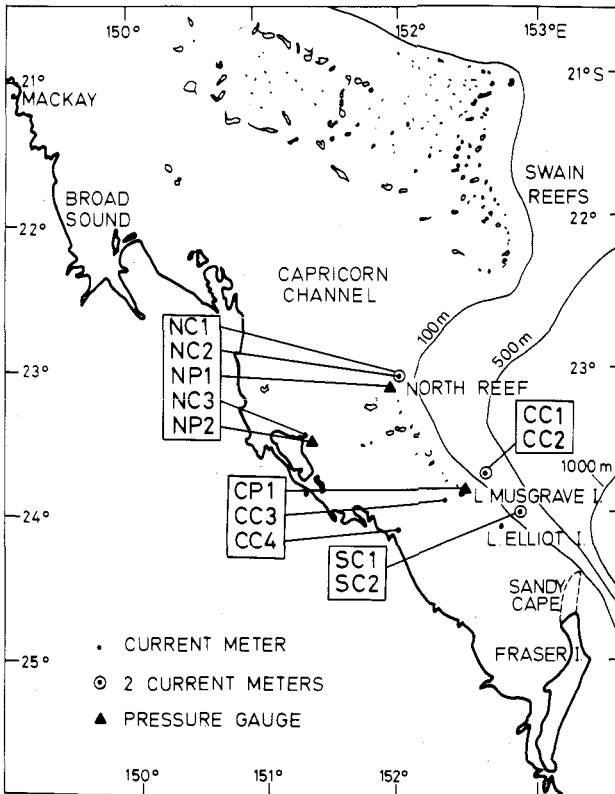 150°
152°
153°E
21°
21°S
MACKAY
SWAIN
REEFS
BROAD
SOUND
22°
22°
CAPRICORN
CHANNEL
100m
500m
NC1
NC2
NP1
NC3
NP2
23°
23°
NORTH REEF
CC1
CC2
1000m
CP1
CC3
CC4
L MUSGRAVE I.
24°
24°
L. ELLIOT I.
SC1
SC2
SANDY
CAPE
FRASER I.
• CURRENT METER
25°
25°
⊙ 2 CURRENT METERS
▲ PRESSURE GAUGE
150°
151°
152°